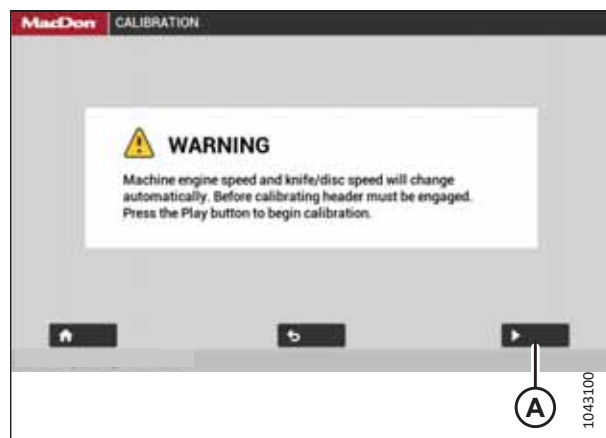 MacDon CALIBRATION
WARNING
Machine engine speed and knife/disc speed will change
automatically. Before calibrating header must be engaged.
Press the Play button to begin calibration.
A
1043100